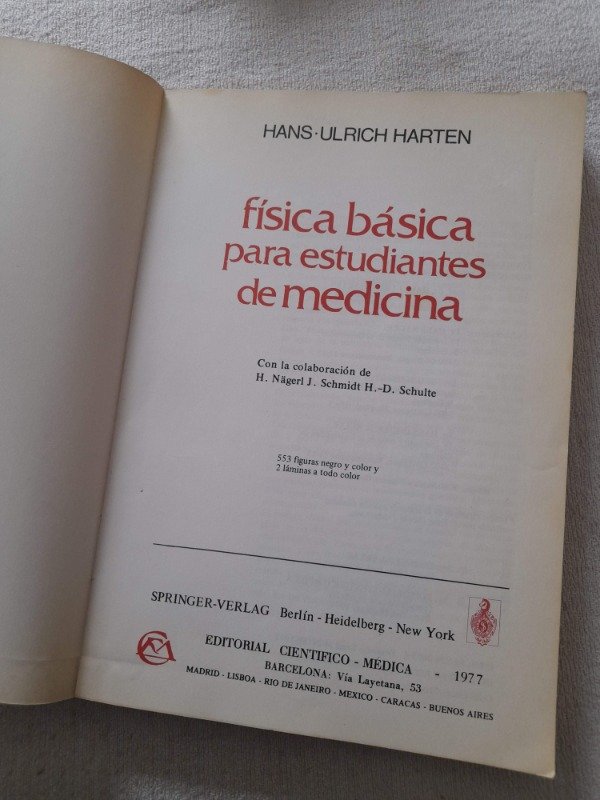 HANS-ULRICH HARTEN
física básica
para estudiantes
de medicina
Con la colaboración de
H. Nägerl J. Schmidt H.-D. Schulte
553 figuras negro y color y
2 láminas a todo color
SPRINGER-VERLAG Berlín - Heidelberg - New York
EDITORIAL CIENTIFICO - MEDICA - 1977
BARCELONA: Vía Layetana, 53
MADRID - LISBOA - RIO DE JANEIRO - MEXICO - CARACAS - BUENOS AIRES